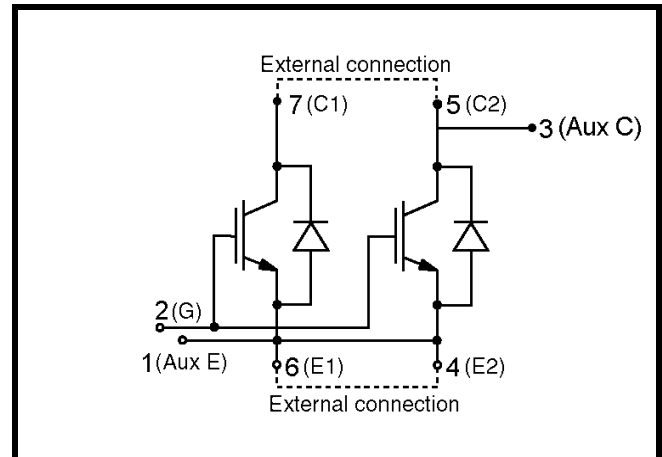 External connection
7 (C1)
5 (C2)
3 (Aux C)
2 (G)
1 (Aux E)
6 (E1)
4 (E2)
External connection